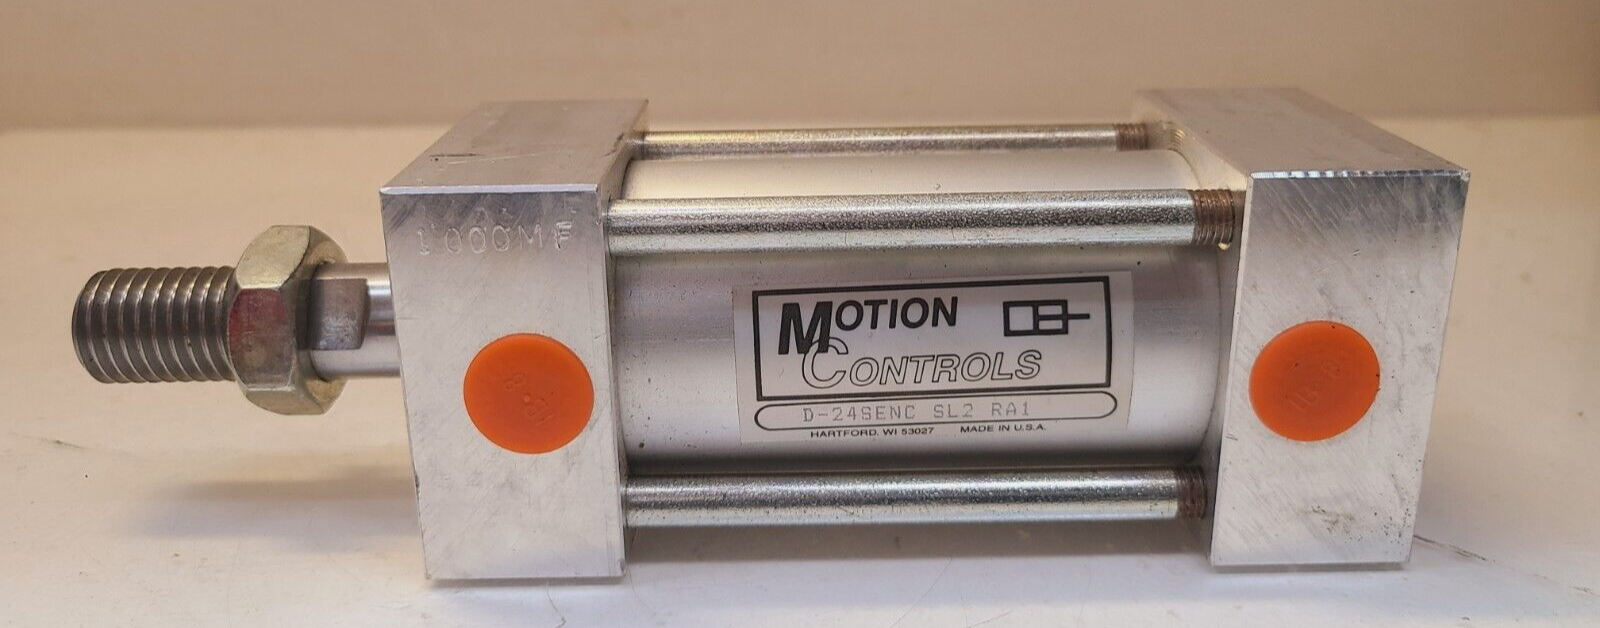 1000MF
MOTION
CONTROLS
D-24SENC SL2 RA1
HARTFORD, WI 53027 MADE IN U.S.A.